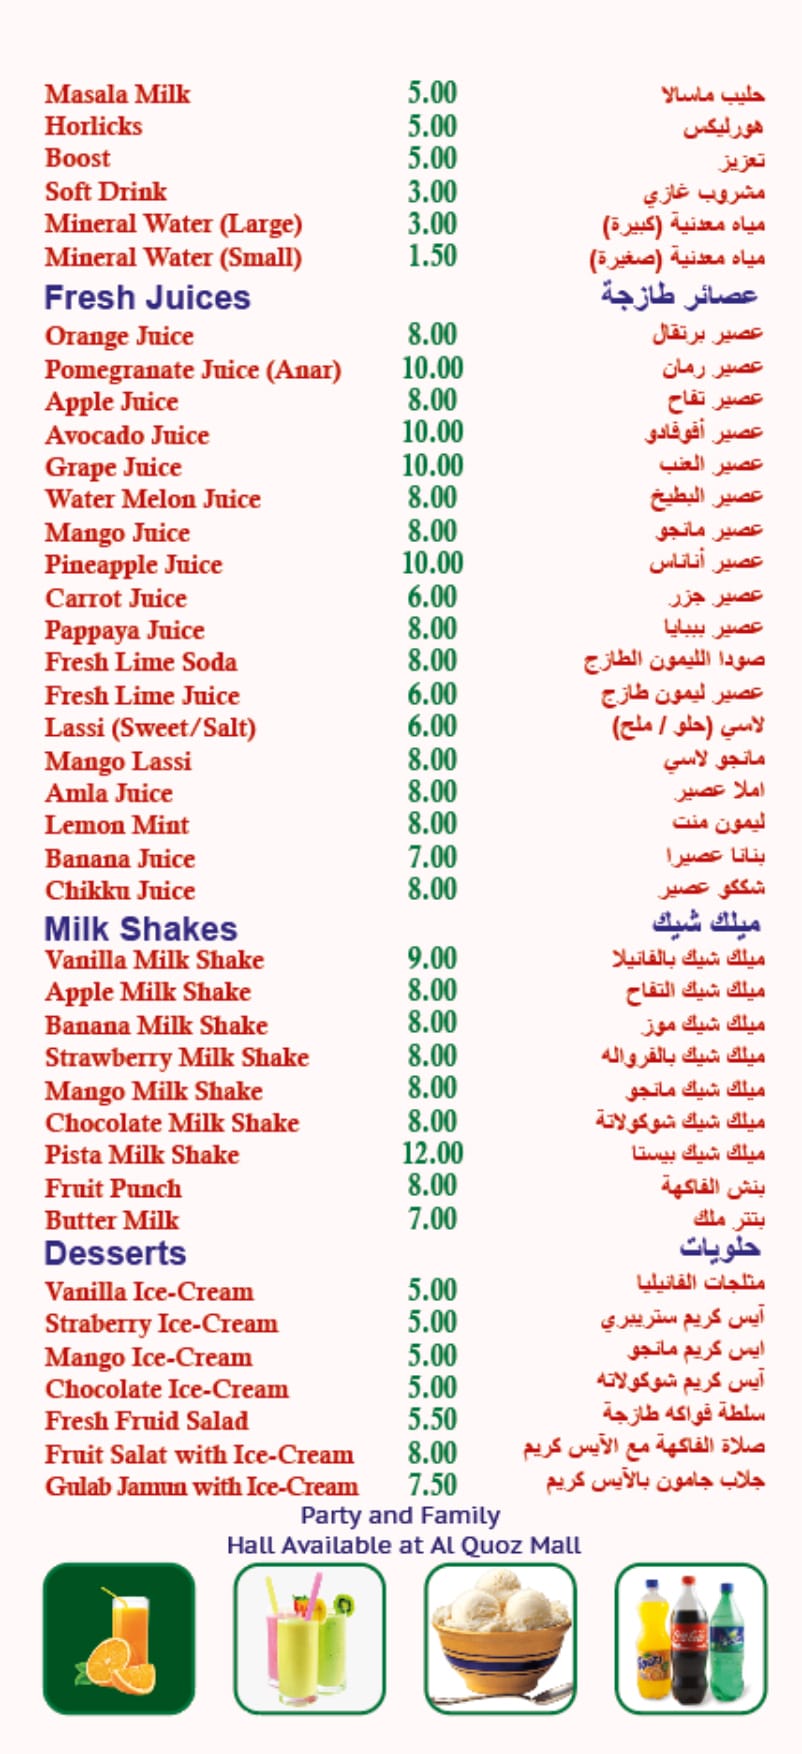 Masala Milk 5.00 حليب ماسالا
Horlicks 5.00 هورليكس
Boost 5.00 تعزيز
Soft Drink 3.00 مشروب غازي
Mineral Water (Large) 3.00 مياه معدنية (كبيرة)
Mineral Water (Small) 1.50 مياه معدنية (صغيرة)
Fresh Juices عصائر طازجة
Orange Juice 8.00 عصير برتقال
Pomegranate Juice (Anar) 10.00 عصير رمان
Apple Juice 8.00 عصير تفاح
Avocado Juice 10.00 عصير أفوفادو
Grape Juice 10.00 عصير العنب
Water Melon Juice 8.00 عصير البطيخ
Mango Juice 8.00 عصير مانجو
Pineapple Juice 10.00 عصير أناناس
Carrot Juice 6.00 عصير جزر
Pappaya Juice 8.00 عصير ببيايا
Fresh Lime Soda 8.00 صودا الليمون الطازج
Fresh Lime Juice 6.00 عصير ليمون طازج
Lassi (Sweet/Salt) 6.00 لاسي (حلو / ملح)
Mango Lassi 8.00 مانجو لاسي
Amla Juice 8.00 املا عصير
Lemon Mint 8.00 ليمون منت
Banana Juice 7.00 بنانا عصيرا
Chikku Juice 8.00 شككو عصير
Milk Shakes ميلك شيك
Vanilla Milk Shake 9.00 ميلك شيك بالفانيلا
Apple Milk Shake 8.00 ميلك شيك التفاح
Banana Milk Shake 8.00 ميلك شيك موز
Strawberry Milk Shake 8.00 ميلك شيك بالفرواله
Mango Milk Shake 8.00 ميلك شيك مانجو
Chocolate Milk Shake 8.00 ميلك شيك شوكولاتة
Pista Milk Shake 12.00 ميلك شيك بيستا
Fruit Punch 8.00 بنش الفاكهة
Butter Milk 7.00 بتتر ملك
Desserts حلويات
Vanilla Ice-Cream 5.00 مثلجات الفانيليا
Straberry Ice-Cream 5.00 آيس كريم ستريبري
Mango Ice-Cream 5.00 ايس كريم مانجو
Chocolate Ice-Cream 5.00 آيس كريم شوكولاته
Fresh Fruid Salad 5.50 سلطة فواكه طازجة
Fruit Salat with Ice-Cream 8.00 صلاة الفاكهة مع الآيس كريم
Gulab Jamun with Ice-Cream 7.50 جلاب جامون بالآيس كريم
Party and Family
Hall Available at Al Quoz Mall